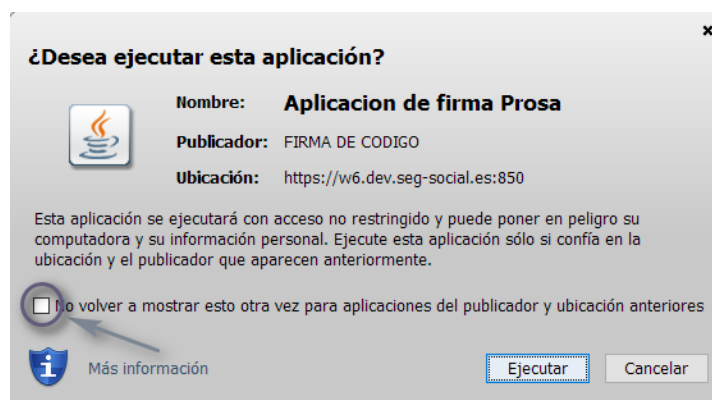 ¿Desea ejecutar esta aplicación?
Nombre: Aplicacion de firma Prosa
Publicador: FIRMA DE CODIGO
Ubicación: https://w6.dev.seg-social.es:850
Esta aplicación se ejecutará con acceso no restringido y puede poner en peligro su
computadora y su información personal. Ejecute esta aplicación sólo si confía en la
ubicación y el publicador que aparecen anteriormente.
No volver a mostrar esto otra vez para aplicaciones del publicador y ubicación anteriores
Más información
Ejecutar
Cancelar